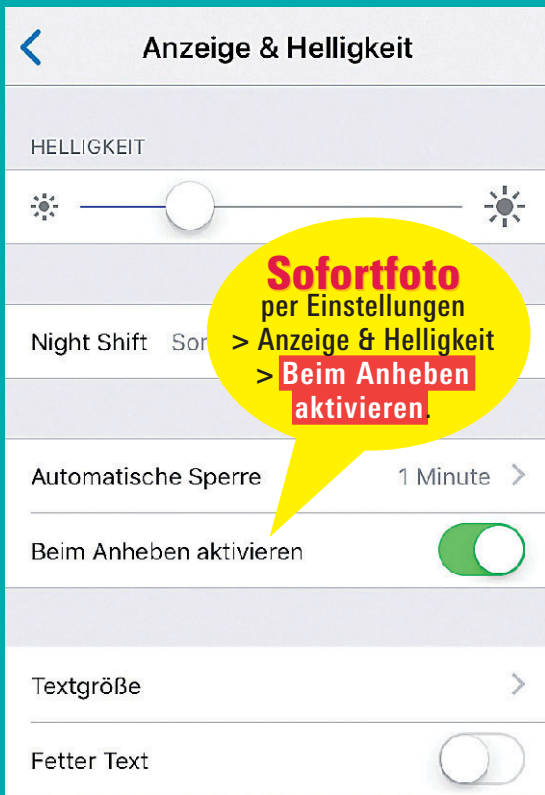 Anzeige & Helligkeit
HELLIGKEIT
Night Shift
Sofortfoto
per Einstellungen
> Anzeige & Helligkeit
> Beim Anheben
aktivieren.
Automatische Sperre 1 Minute >
Beim Anheben aktivieren
Textgröße >
Fetter Text